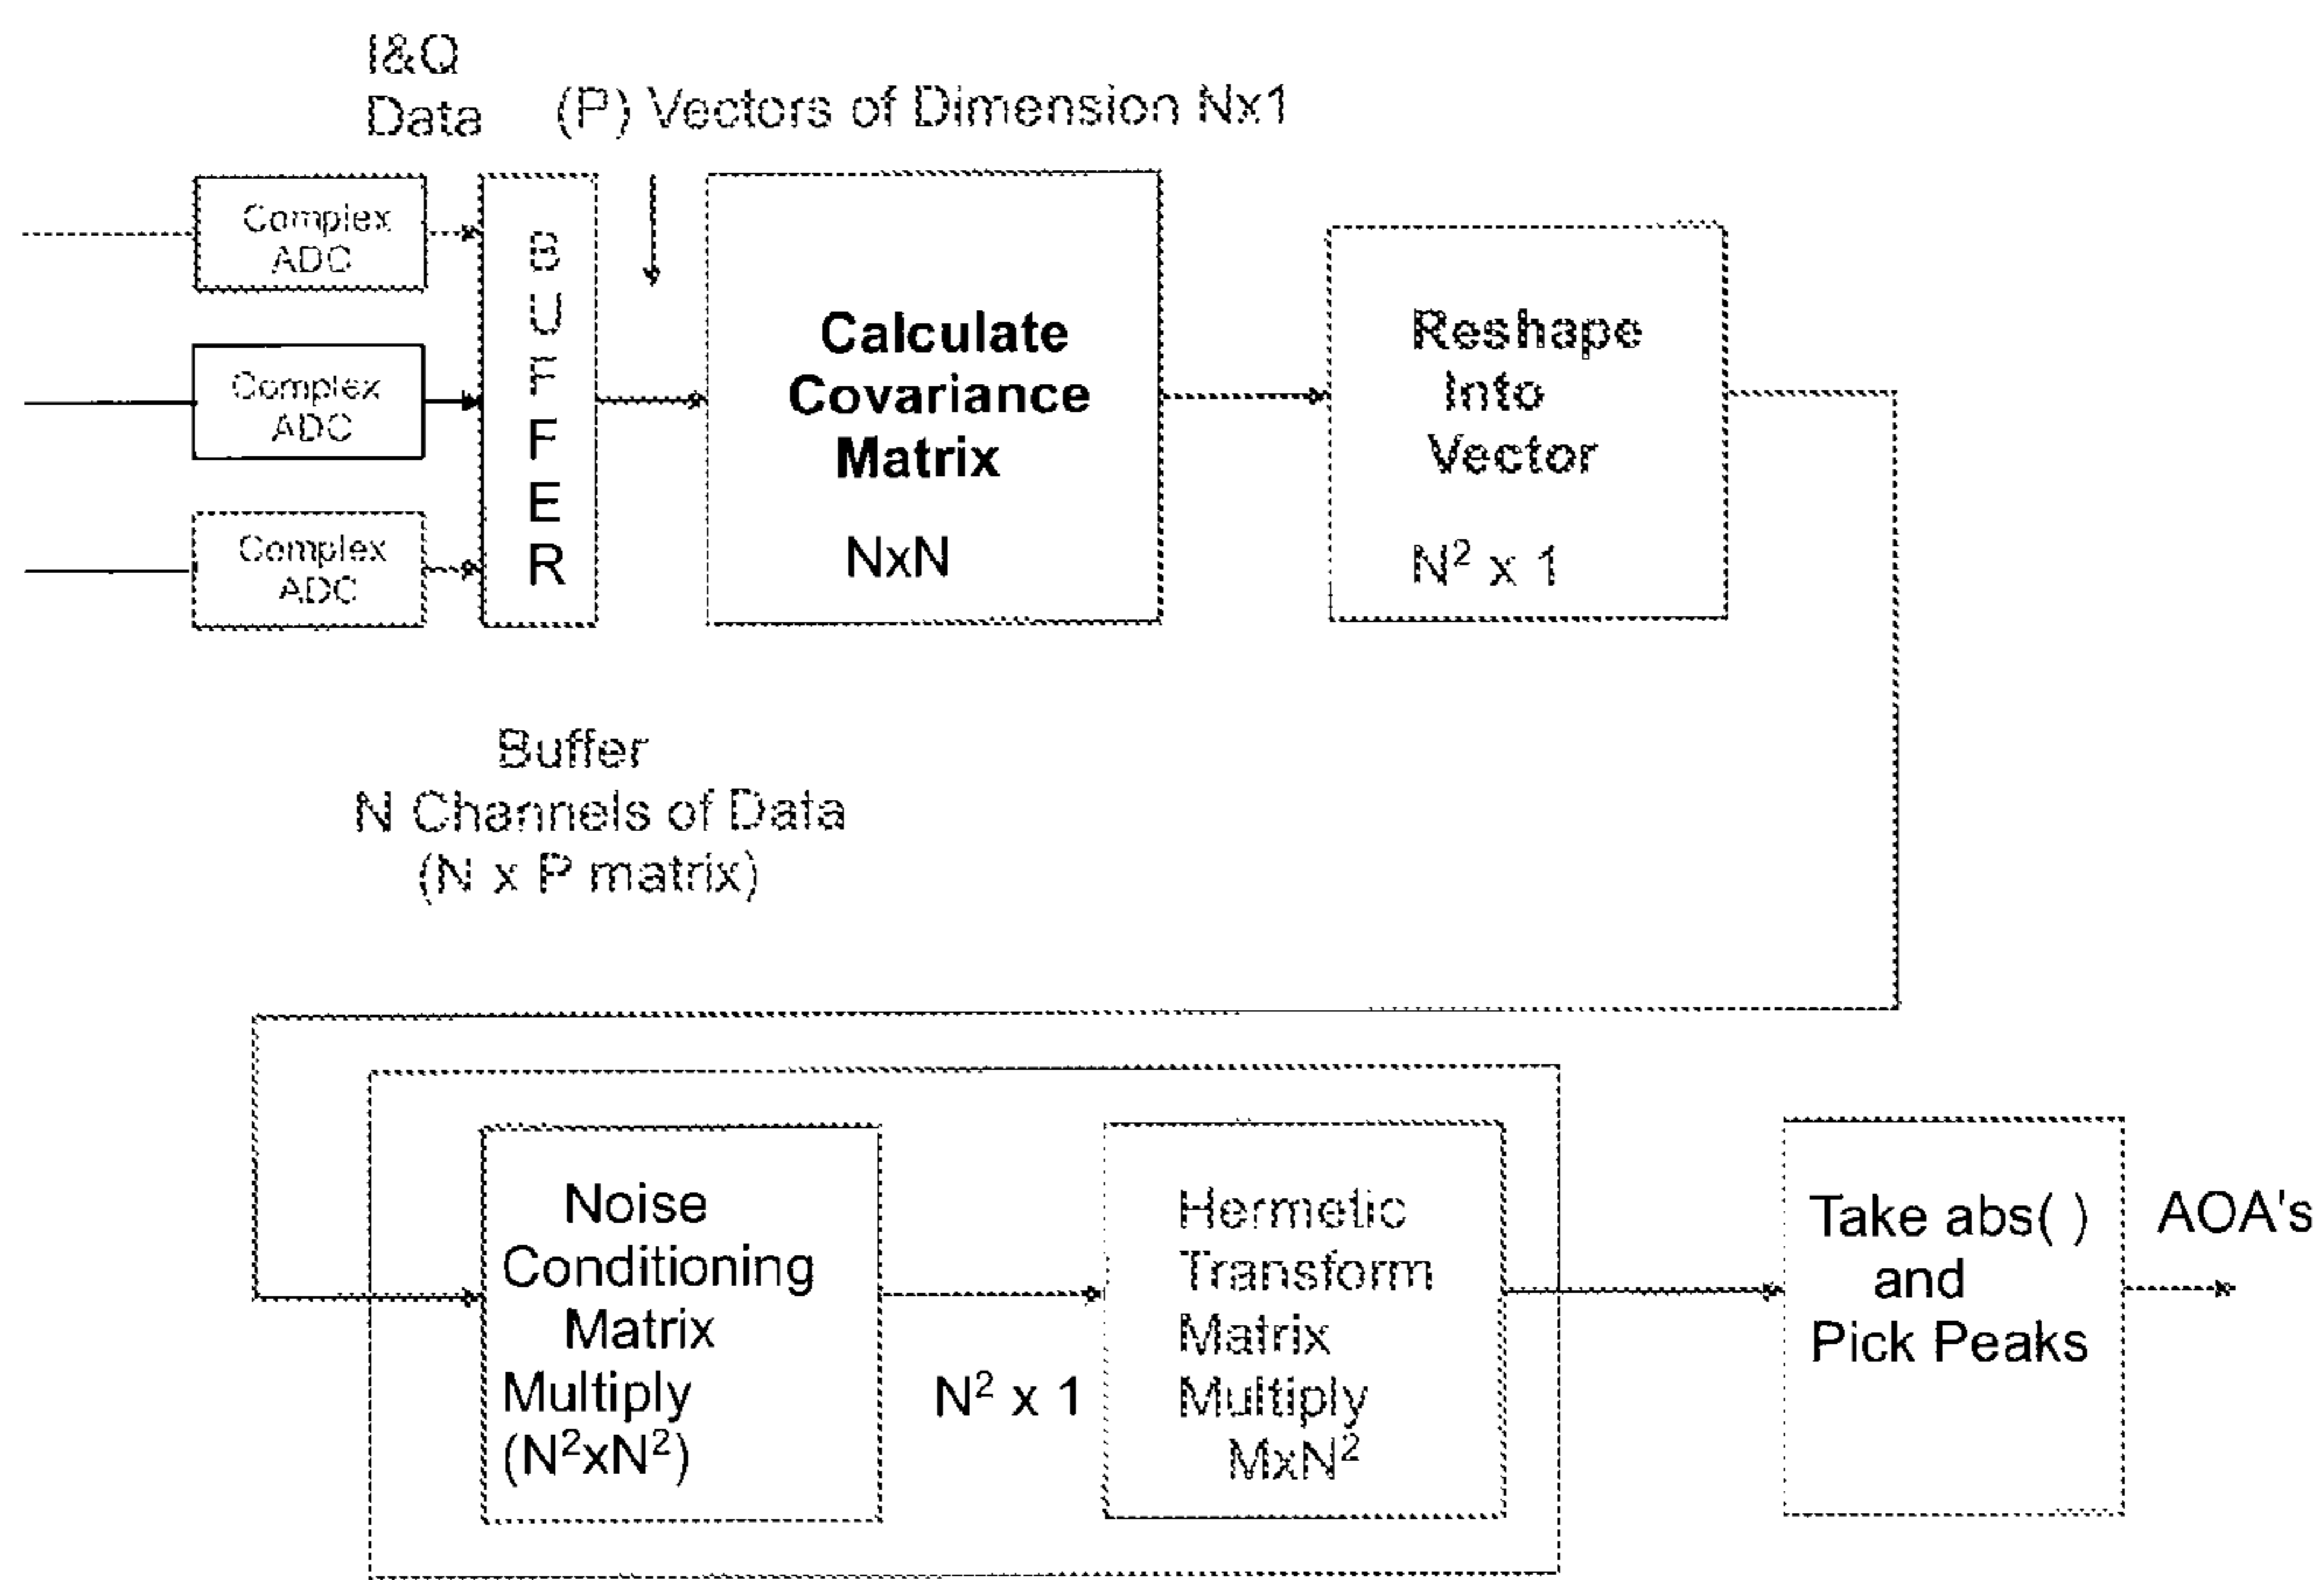 I&Q
Data
(P) Vectors of Dimension Nx1
Complex
ADC
Complex
ADC
Complex
ADC
B
U
F
F
E
R
Calculate
Covariance
Matrix
NxN
Reshape
Into
Vector
N² x 1
Buffer
N Channels of Data
(N x P matrix)
Noise
Conditioning
Matrix
Multiply
(N²xN²)
N² x 1
Hermetic
Transform
Matrix
Multiply
MxN²
Take abs( )
and
Pick Peaks
AOA's